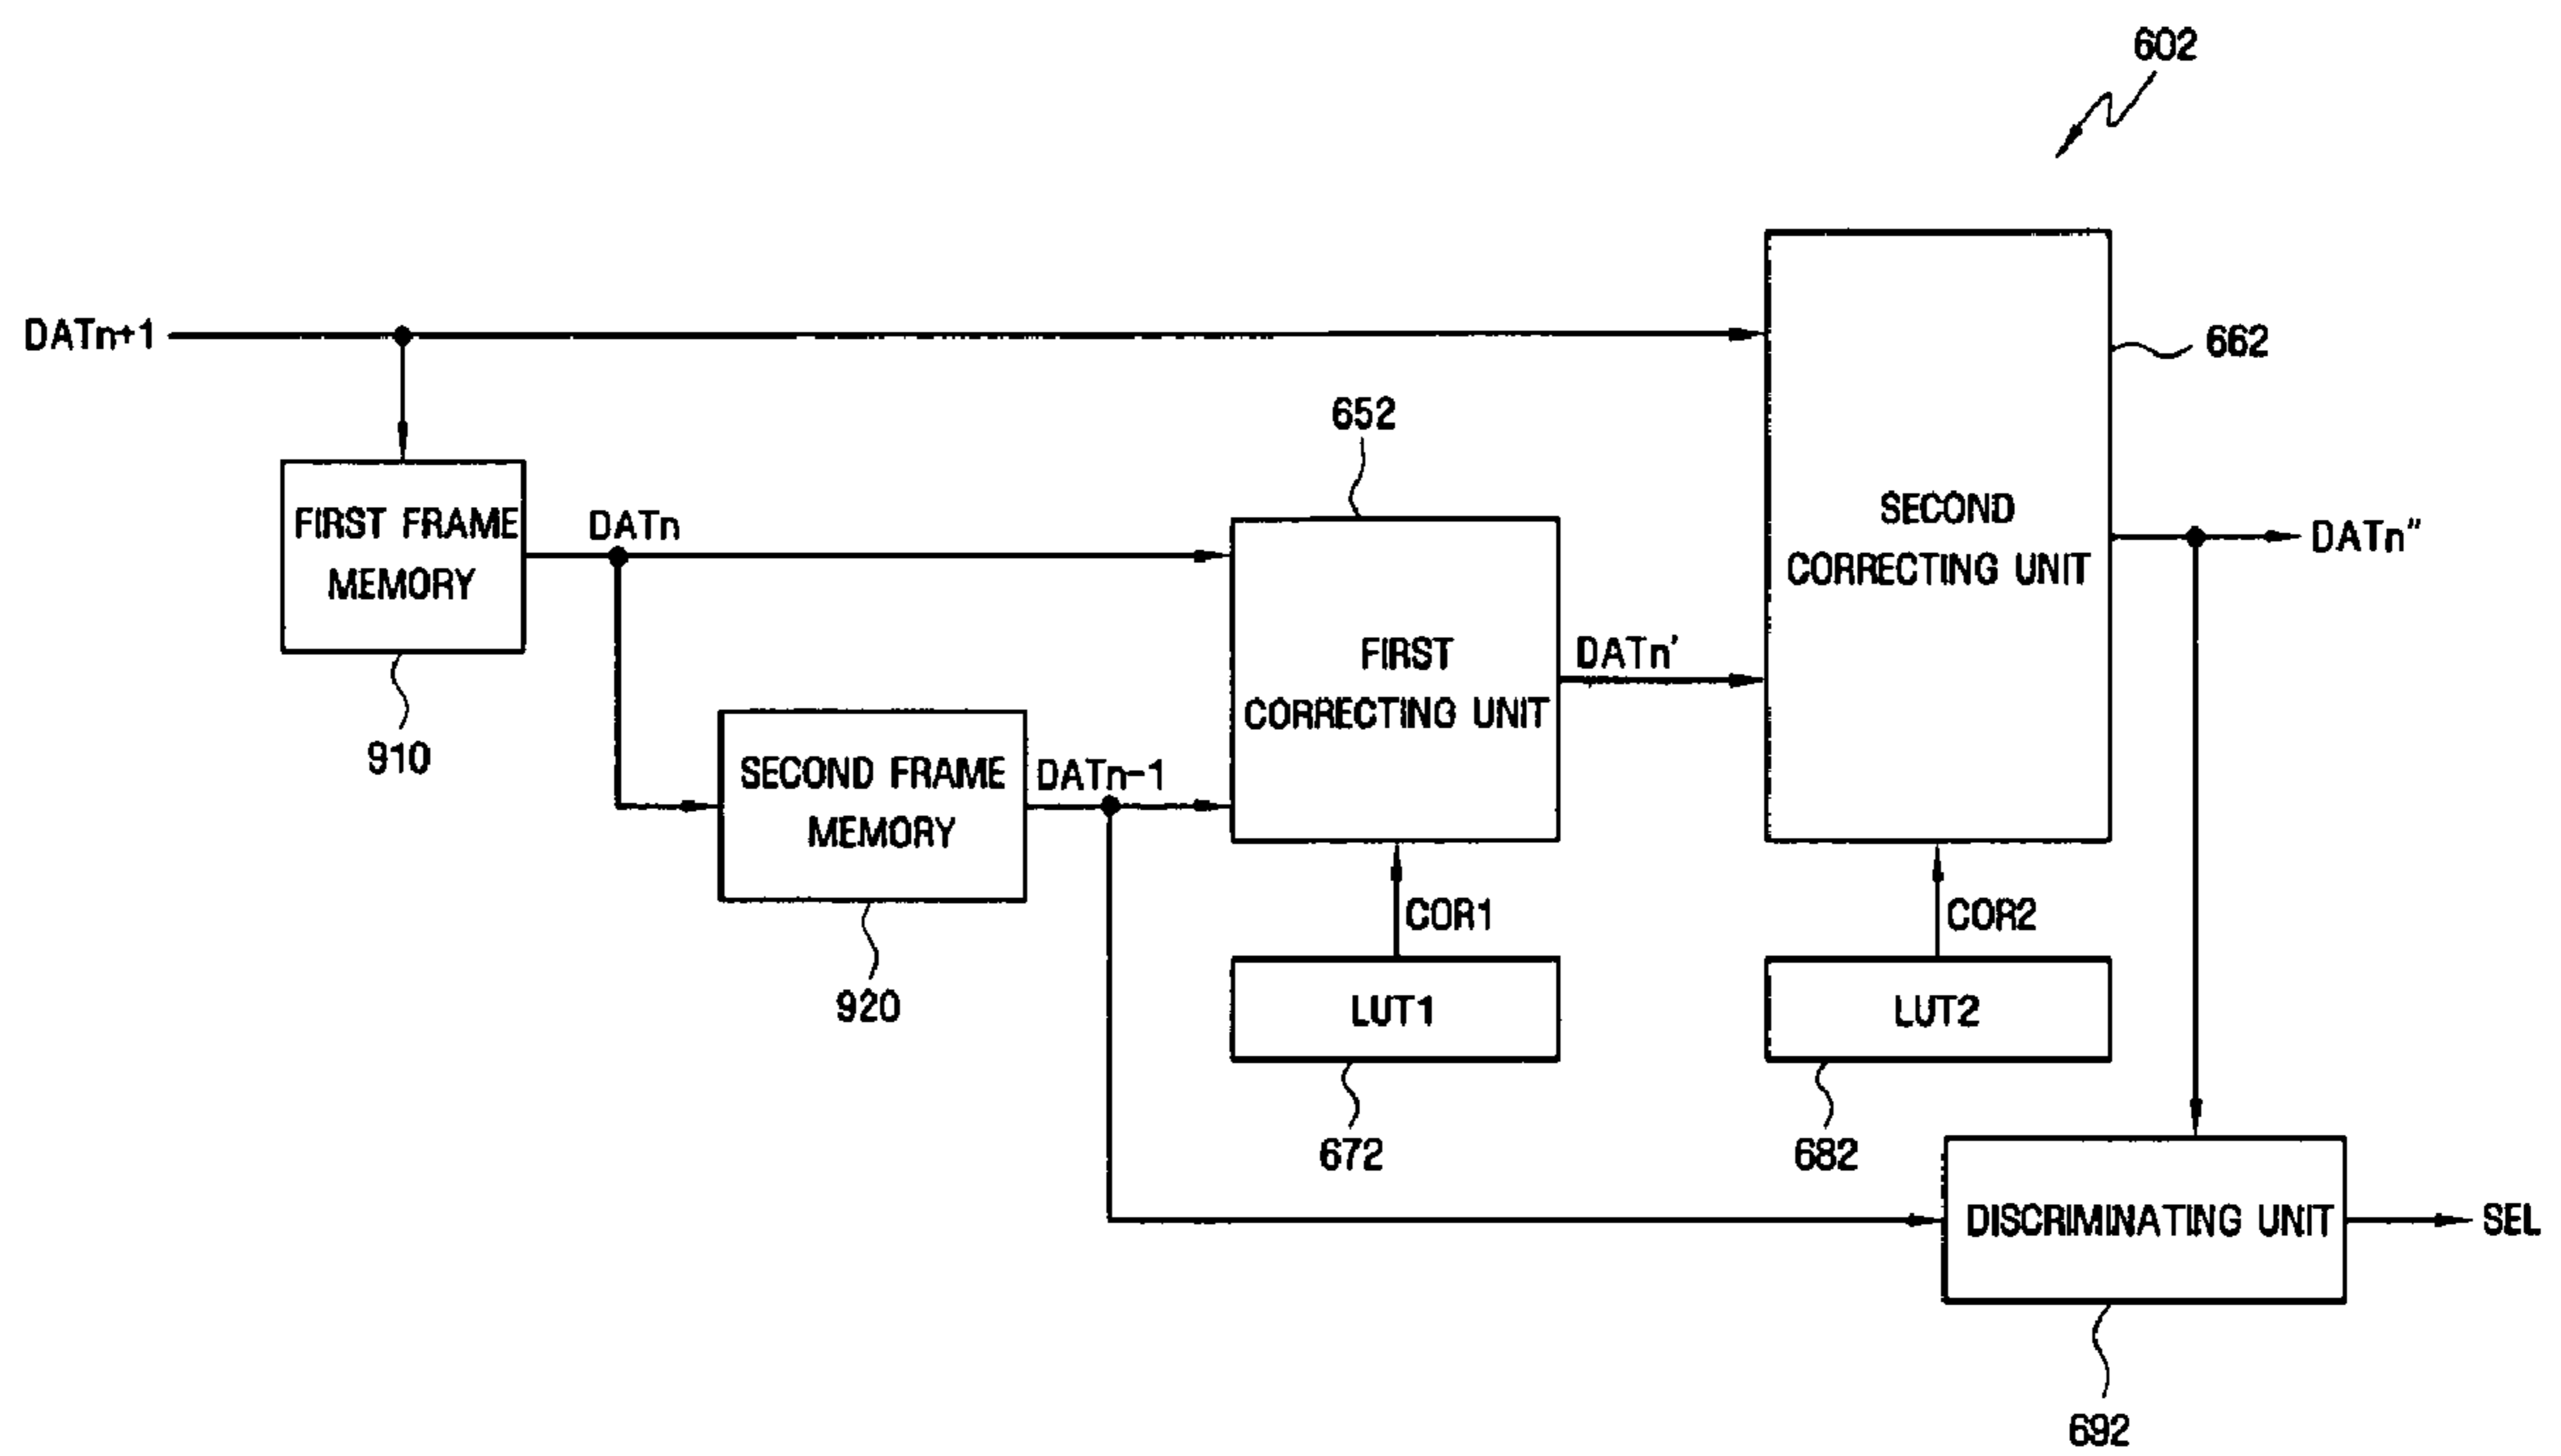 602
DATn+1
662
652
FIRST FRAME
MEMORY
DATn
SECOND
CORRECTING UNIT
DATn"
FIRST
CORRECTING UNIT
DATn'
910
SECOND FRAME
MEMORY
DATn-1
920
COR1
COR2
LUT1
LUT2
672
682
DISCRIMINATING UNIT
SEL
692